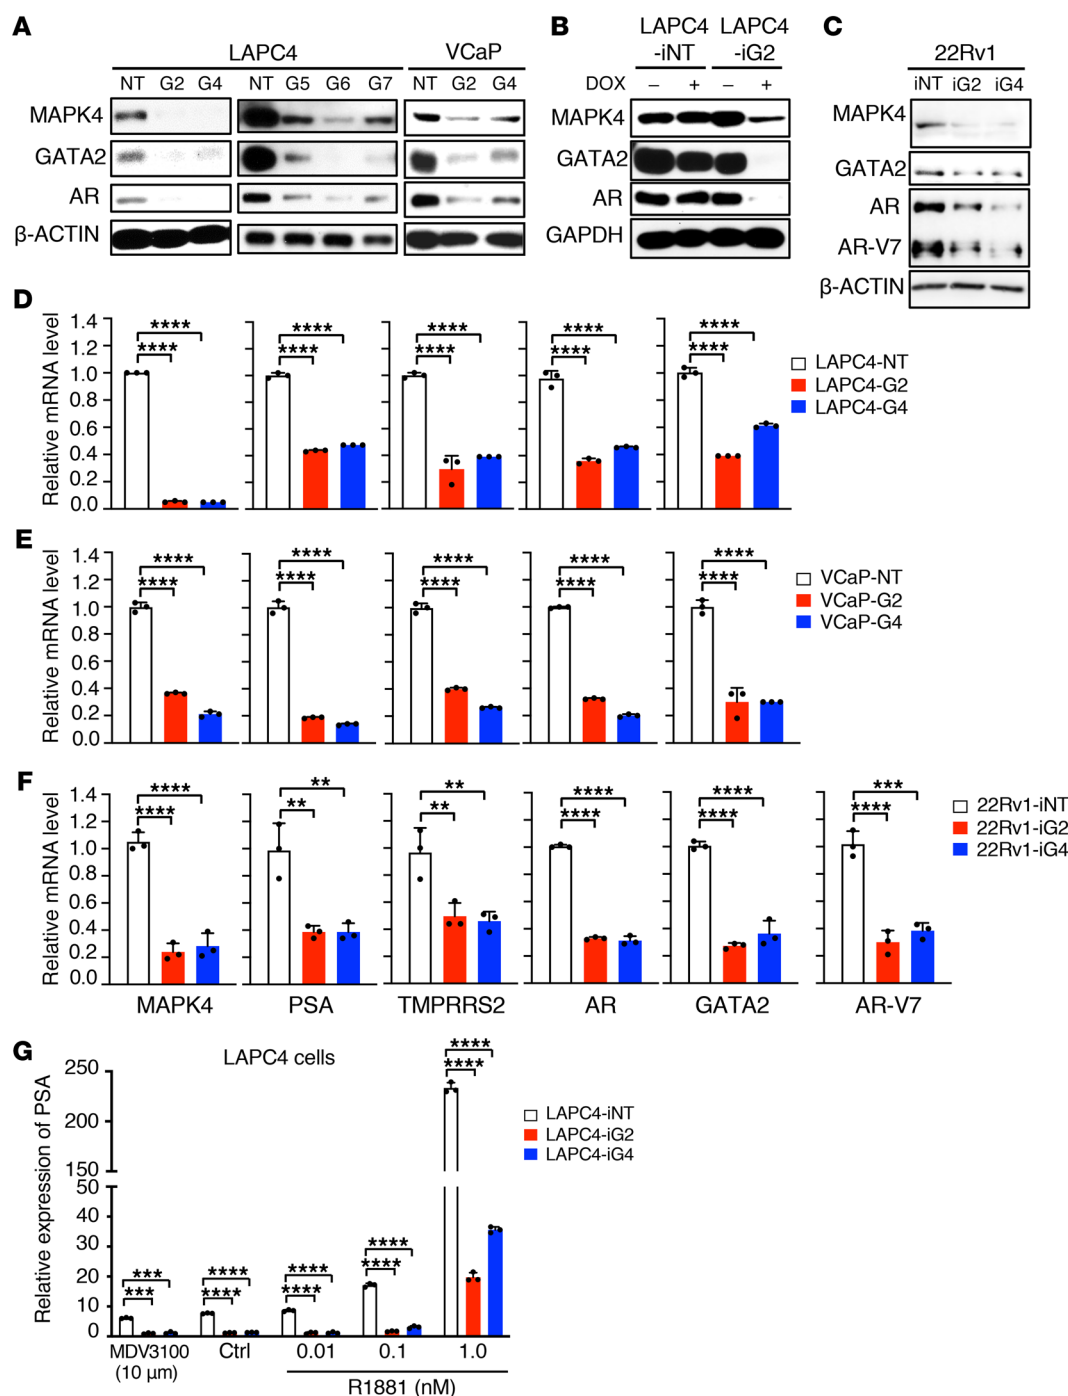 A
LAPC4
VCaP
NT G2 G4 NT G5 G6 G7 NT G2 G4
MAPK4
GATA2
AR
β-ACTIN
B
LAPC4 LAPC4
-iNT -iG2
DOX – + – +
MAPK4
GATA2
AR
GAPDH
C
22Rv1
iNT iG2 iG4
MAPK4
GATA2
AR
AR-V7
β-ACTIN
D
Relative mRNA level
1.4
1.2
1.0
0.8
0.6
0.4
0.2
0.0
**** **** **** **** ****
**** **** **** **** ****
LAPC4-NT
LAPC4-G2
LAPC4-G4
E
Relative mRNA level
1.4
1.2
1.0
0.8
0.6
0.4
0.2
0.0
**** **** **** **** ****
**** **** **** **** ****
VCaP-NT
VCaP-G2
VCaP-G4
F
Relative mRNA level
1.4
1.2
1.0
0.8
0.6
0.4
0.2
0.0
**** ** ** **** **** ***
**** ** ** **** **** ****
22Rv1-iNT
22Rv1-iG2
22Rv1-iG4
MAPK4 PSA TMPRRS2 AR GATA2 AR-V7
G
LAPC4 cells
Relative expression of PSA
250
200
150
50
40
30
20
10
0
*** **** **** **** ****
*** **** **** **** ****
LAPC4-iNT
LAPC4-iG2
LAPC4-iG4
MDV3100 Ctrl 0.01 0.1 1.0
(10 μm)
R1881 (nM)